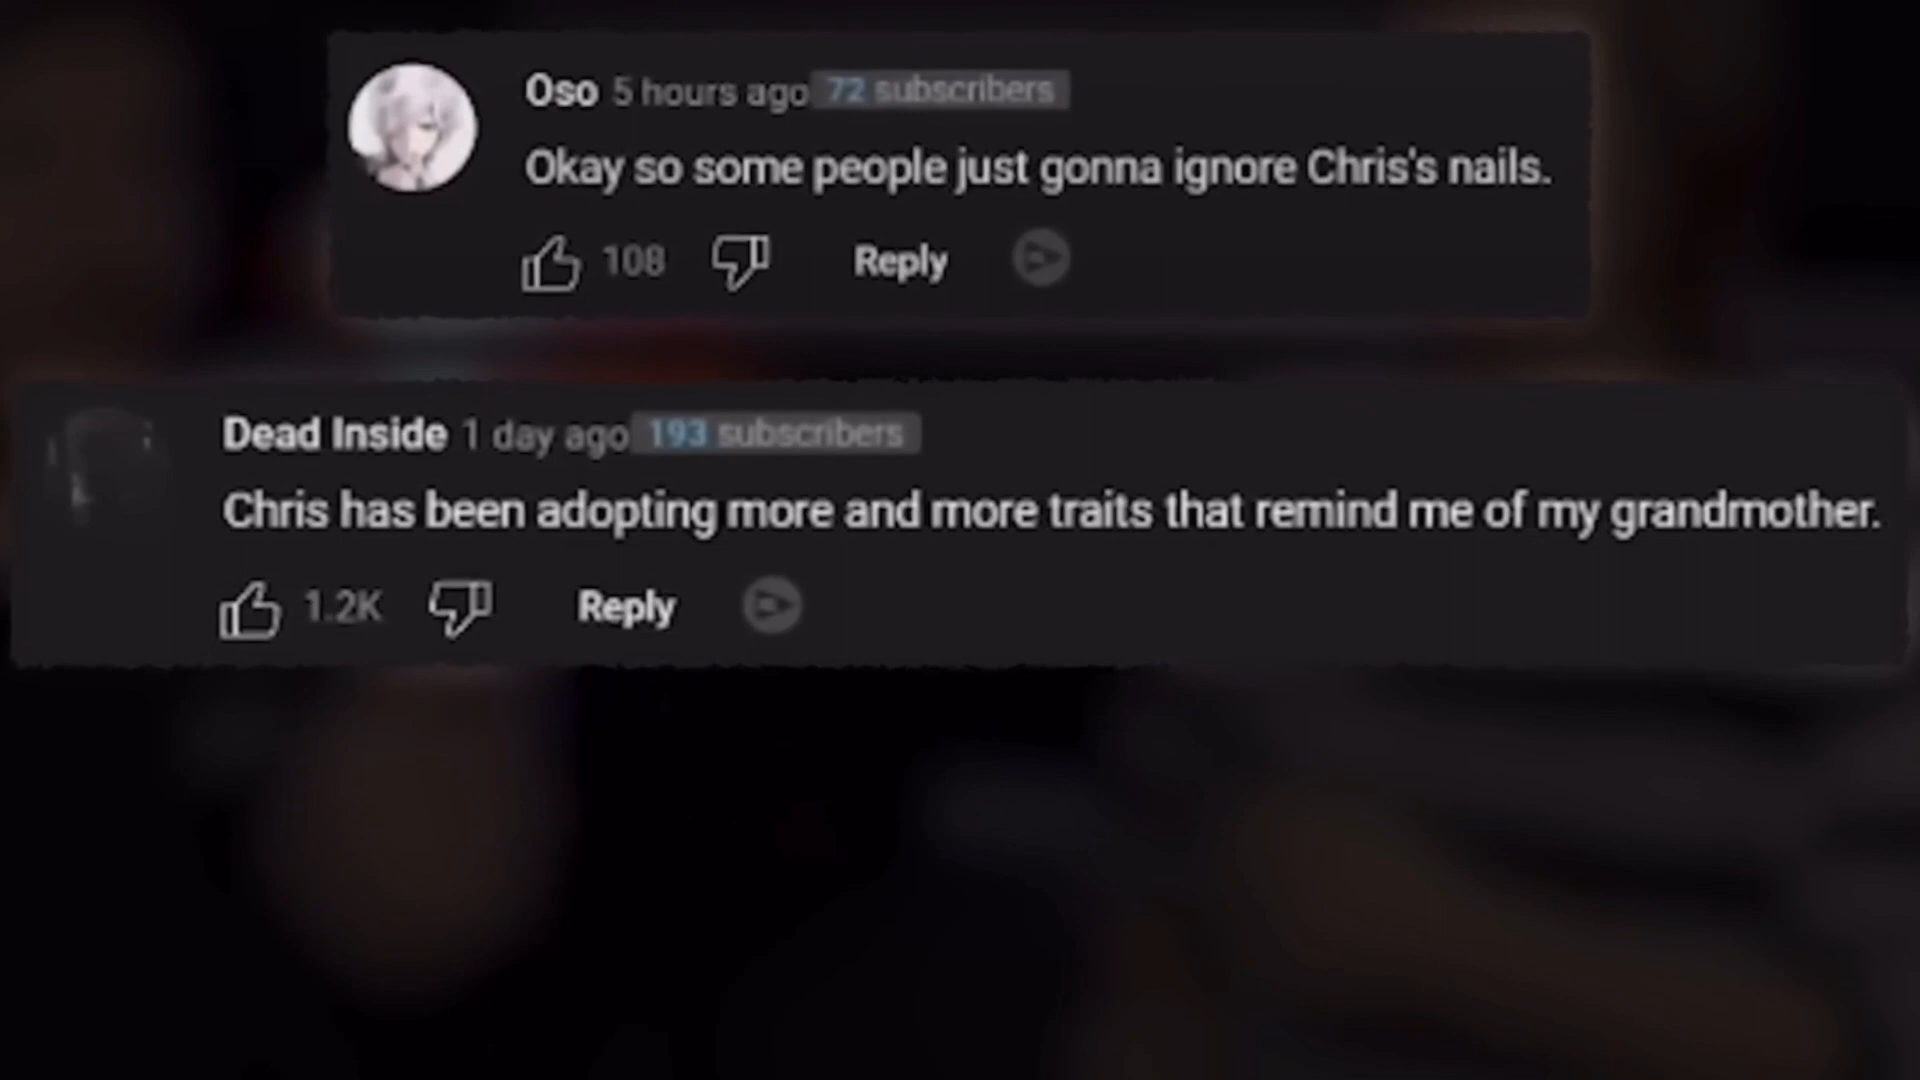 Oso 5 hours ago 72 subscribers
Okay so some people just gonna ignore Chris's nails.
108 Reply
Dead Inside 1 day ago 193 subscribers
Chris has been adopting more and more traits that remind me of my grandmother.
1.2K Reply